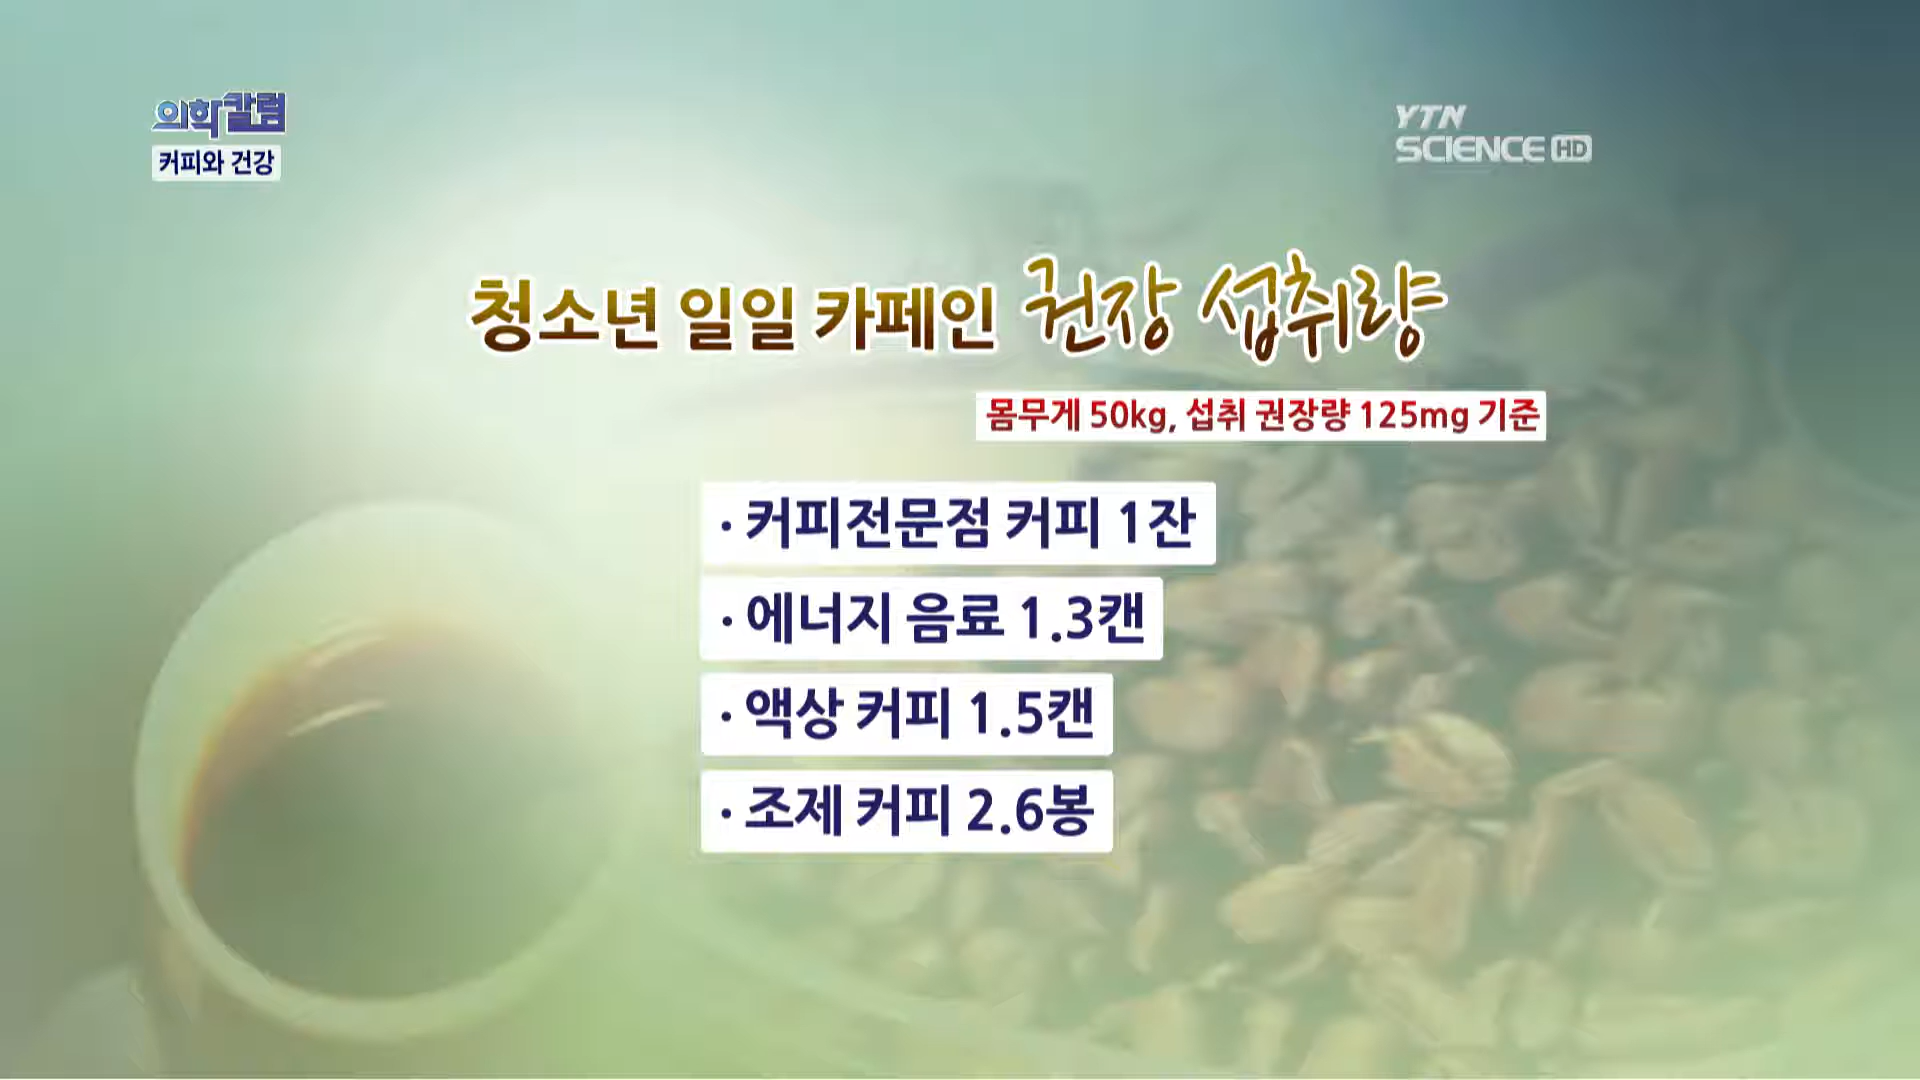 의학칼럼
커피와 건강
YTN
SCIENCE HD
청소년 일일 카페인 권장 섭취량
몸무게 50kg, 섭취 권장량 125mg 기준
· 커피전문점 커피 1잔
· 에너지 음료 1.3캔
· 액상 커피 1.5캔
· 조제 커피 2.6봉